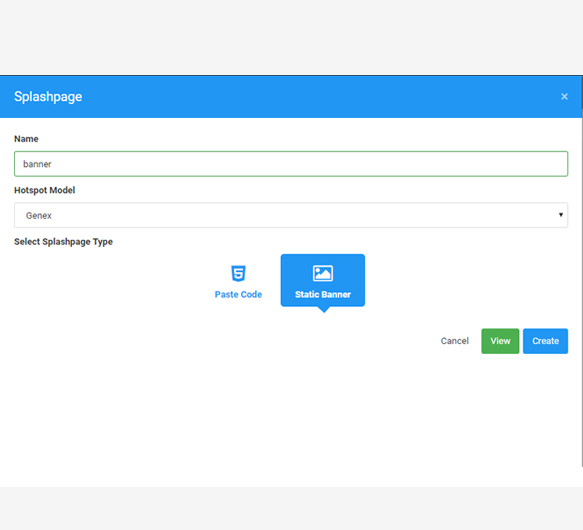 Splashpage ×
Name
banner
Hotspot Model
Genex
Select Splashpage Type
Paste Code Static Banner
Cancel View Create